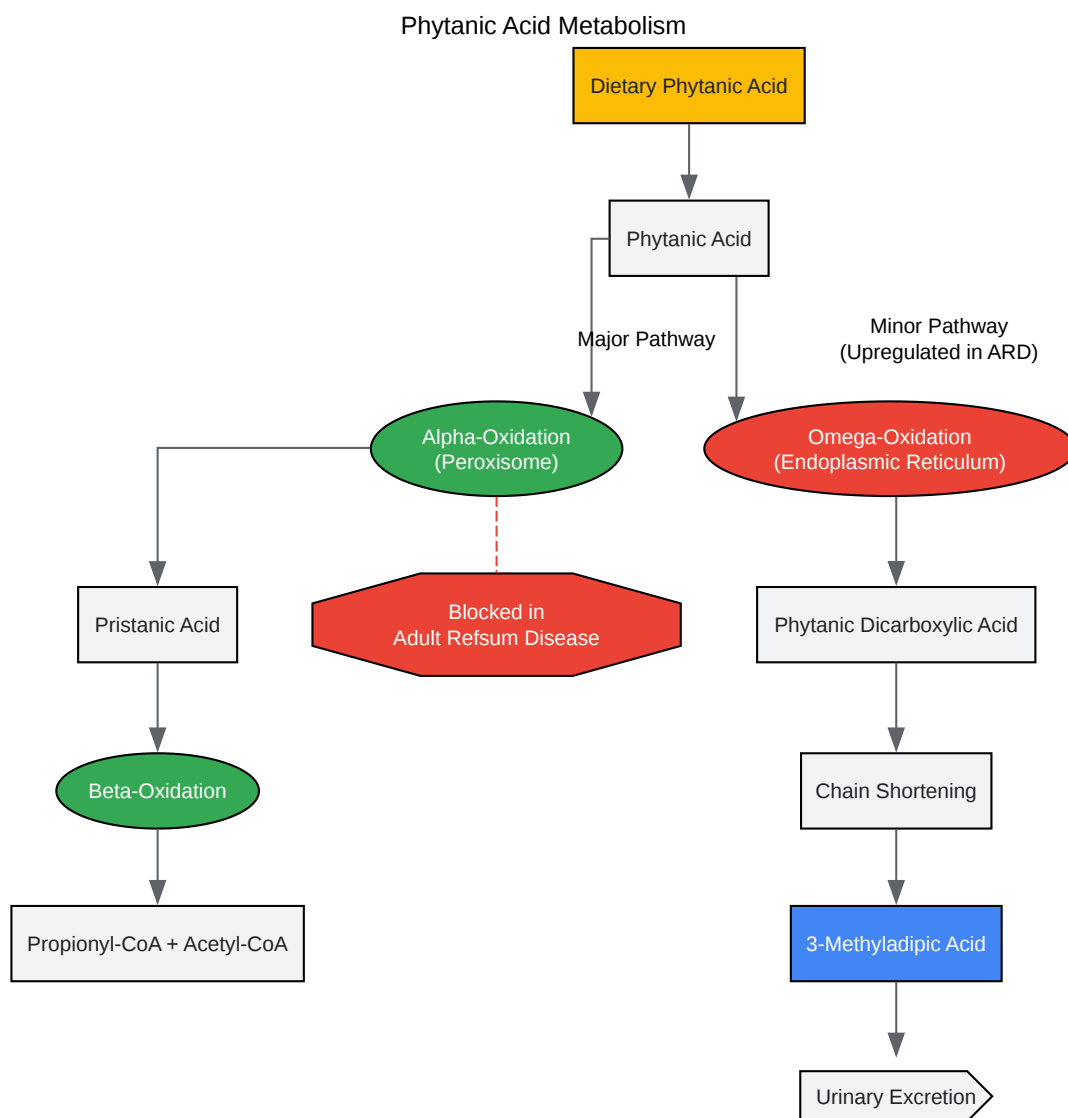 Phytanic Acid Metabolism
Dietary Phytanic Acid
Phytanic Acid
Major Pathway
Minor Pathway
(Upregulated in ARD)
Alpha-Oxidation
(Peroxisome)
Omega-Oxidation
(Endoplasmic Reticulum)
Pristanic Acid
Blocked in
Adult Refsum Disease
Phytanic Dicarboxylic Acid
Beta-Oxidation
Chain Shortening
Propionyl-CoA + Acetyl-CoA
3-Methyladipic Acid
Urinary Excretion